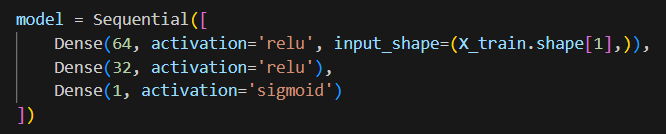 model = Sequential([
    Dense(64, activation='relu', input_shape=(X_train.shape[1],)),
    Dense(32, activation='relu'),
    Dense(1, activation='sigmoid')
])